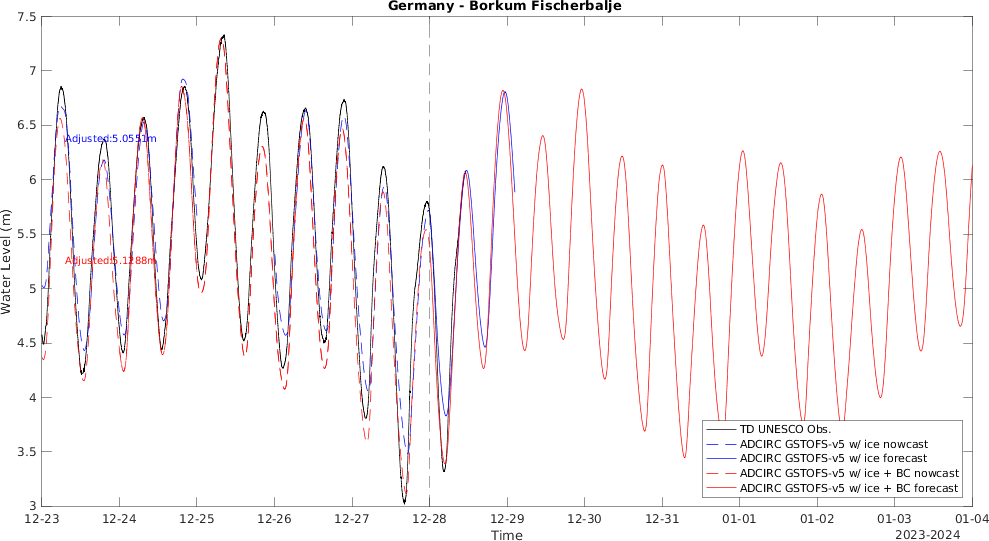 Germany - Borkum Fischerbalje
7.5
7
6.5
6
5.5
5
4.5
4
3.5
3
Water Level (m)
Adjusted:5.0551m
Adjusted:5.1288m
TD UNESCO Obs.
ADCIRC GSTOFS-v5 w/ ice nowcast
ADCIRC GSTOFS-v5 w/ ice forecast
ADCIRC GSTOFS-v5 w/ ice + BC nowcast
ADCIRC GSTOFS-v5 w/ ice + BC forecast
12-23 12-24 12-25 12-26 12-27 12-28 12-29 12-30 12-31 01-01 01-02 01-03 01-04
Time
2023-2024